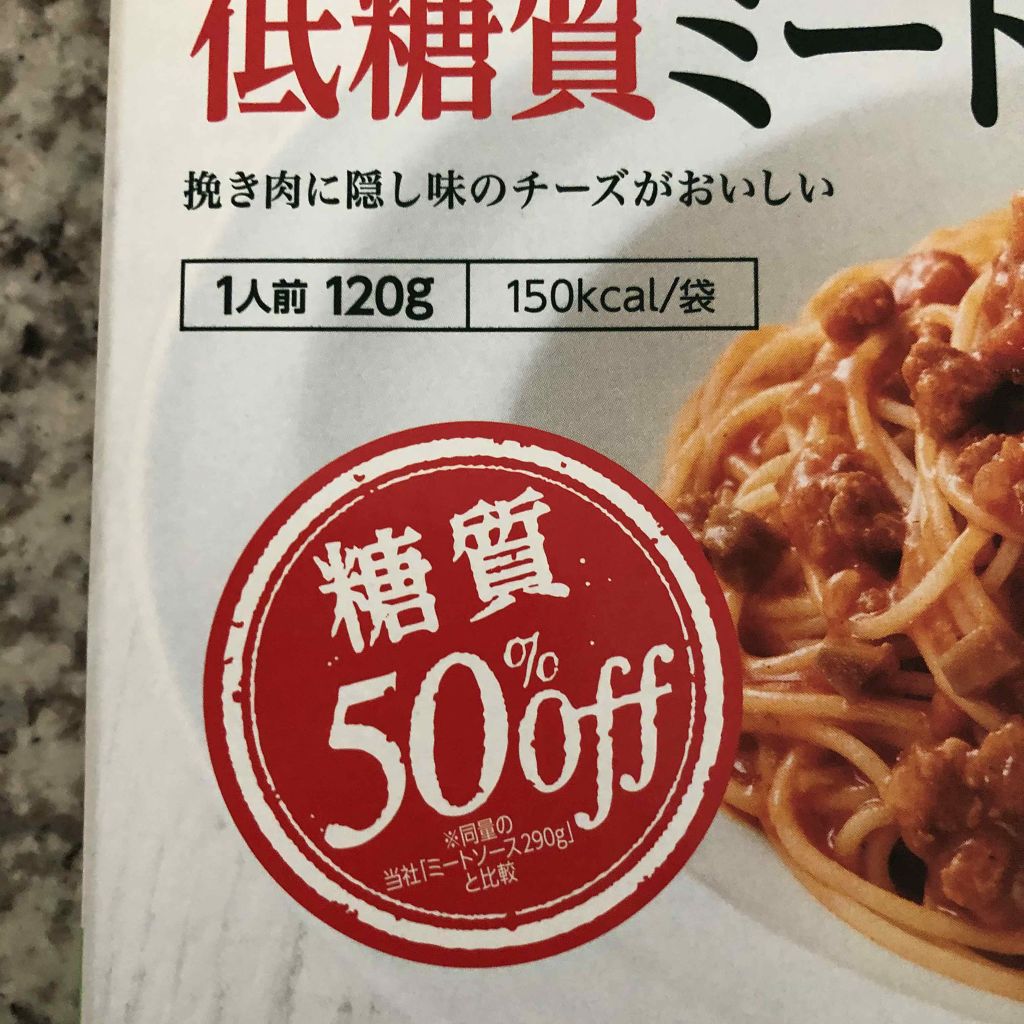 低糖質ミート
挽き肉に隠し味のチーズがおいしい
1人前 120g 150kcal/袋
糖質
50%off
※同量の
当社「ミートソース290g」
と比較